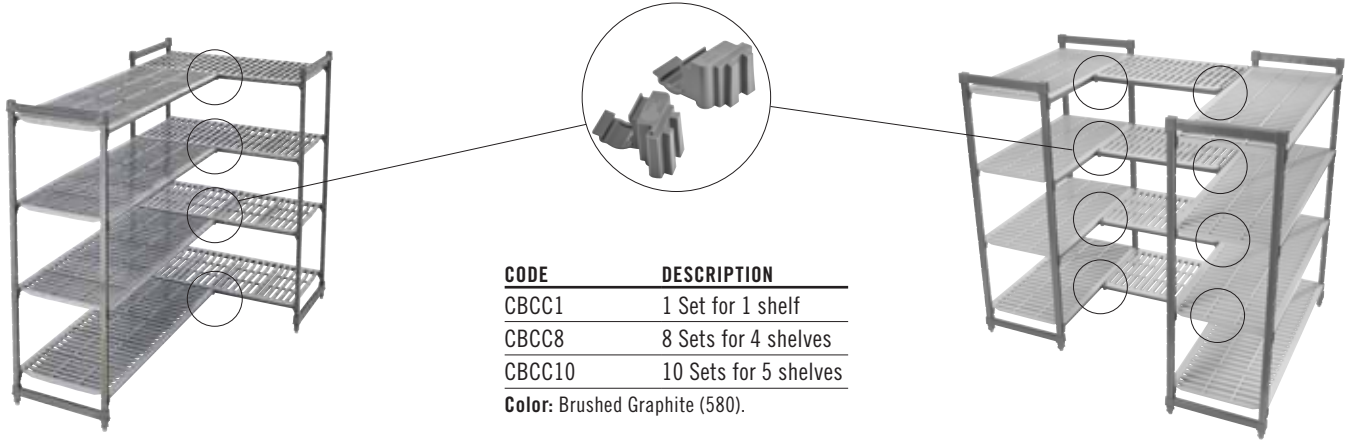 CODE DESCRIPTION
CBCC1 1 Set for 1 shelf
CBCC8 8 Sets for 4 shelves
CBCC10 10 Sets for 5 shelves
Color: Brushed Graphite (580).